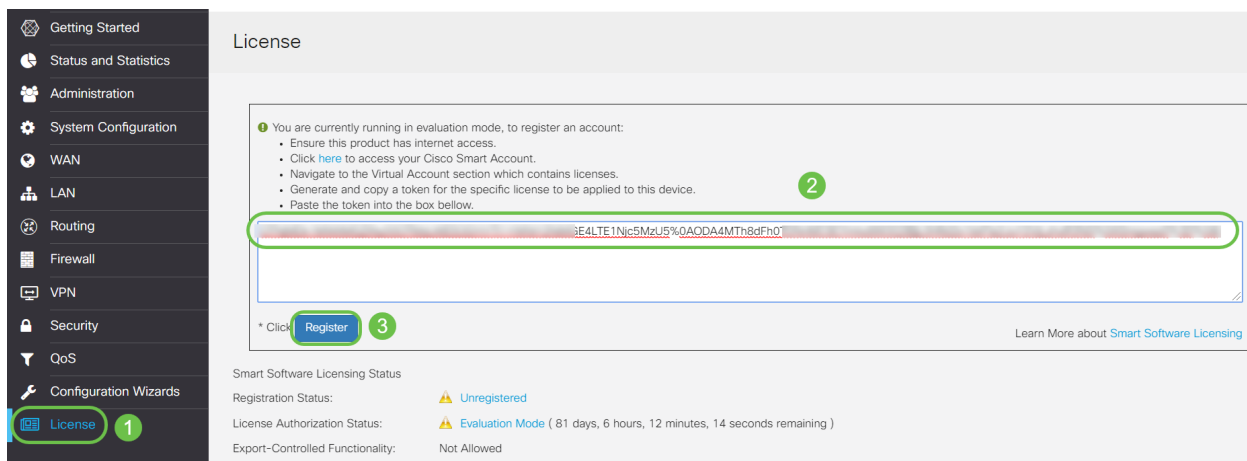 Getting Started
Status and Statistics
Administration
System Configuration
WAN
LAN
Routing
Firewall
VPN
Security
QoS
Configuration Wizards
License
1
License
You are currently running in evaluation mode, to register an account:
• Ensure this product has internet access.
• Click here to access your Cisco Smart Account.
• Navigate to the Virtual Account section which contains licenses.
• Generate and copy a token for the specific license to be applied to this device.
• Paste the token into the box bellow.
2
GE4LTE1Njc5MzU5%0AODA4MTh8dFh0
* Click Register 3
Learn More about Smart Software Licensing
Smart Software Licensing Status
Registration Status: Unregistered
License Authorization Status: Evaluation Mode ( 81 days, 6 hours, 12 minutes, 14 seconds remaining )
Export-Controlled Functionality: Not Allowed